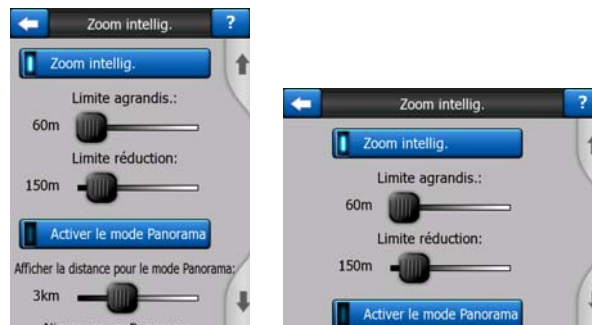 Zoom intellig.
?
Zoom intellig.
Limite agrandis.:
60m
Limite réduction:
150m
Activer le mode Panorama
Afficher la distance pour le mode Panorama:
3km
Zoom intellig.
?
Zoom intellig.
Limite agrandis.:
60m
Limite réduction:
150m
Activer le mode Panorama